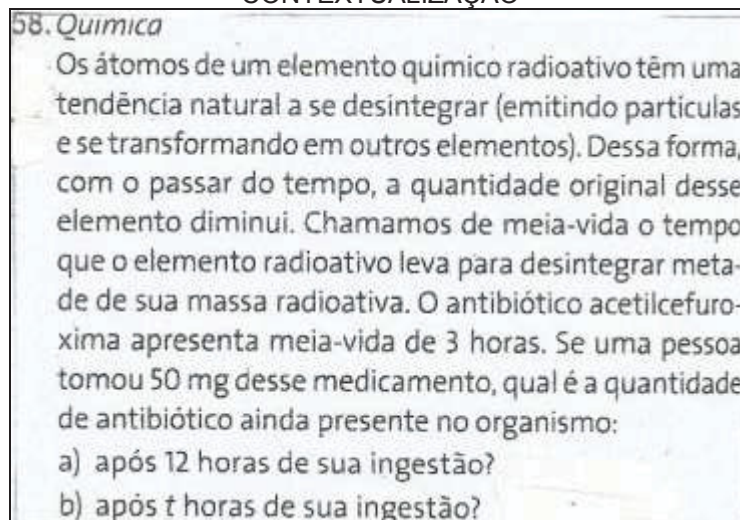 CONTEXTUALIZAÇÃO
58. Química
Os átomos de um elemento químico radioativo têm uma
tendência natural a se desintegrar (emitindo partículas
e se transformando em outros elementos). Dessa forma,
com o passar do tempo, a quantidade original desse
elemento diminui. Chamamos de meia-vida o tempo
que o elemento radioativo leva para desintegrar meta-
de de sua massa radioativa. O antibiótico acetilcefuro-
xima apresenta meia-vida de 3 horas. Se uma pessoa
tomou 50 mg desse medicamento, qual é a quantidade
de antibiótico ainda presente no organismo:
a) após 12 horas de sua ingestão?
b) após t horas de sua ingestão?